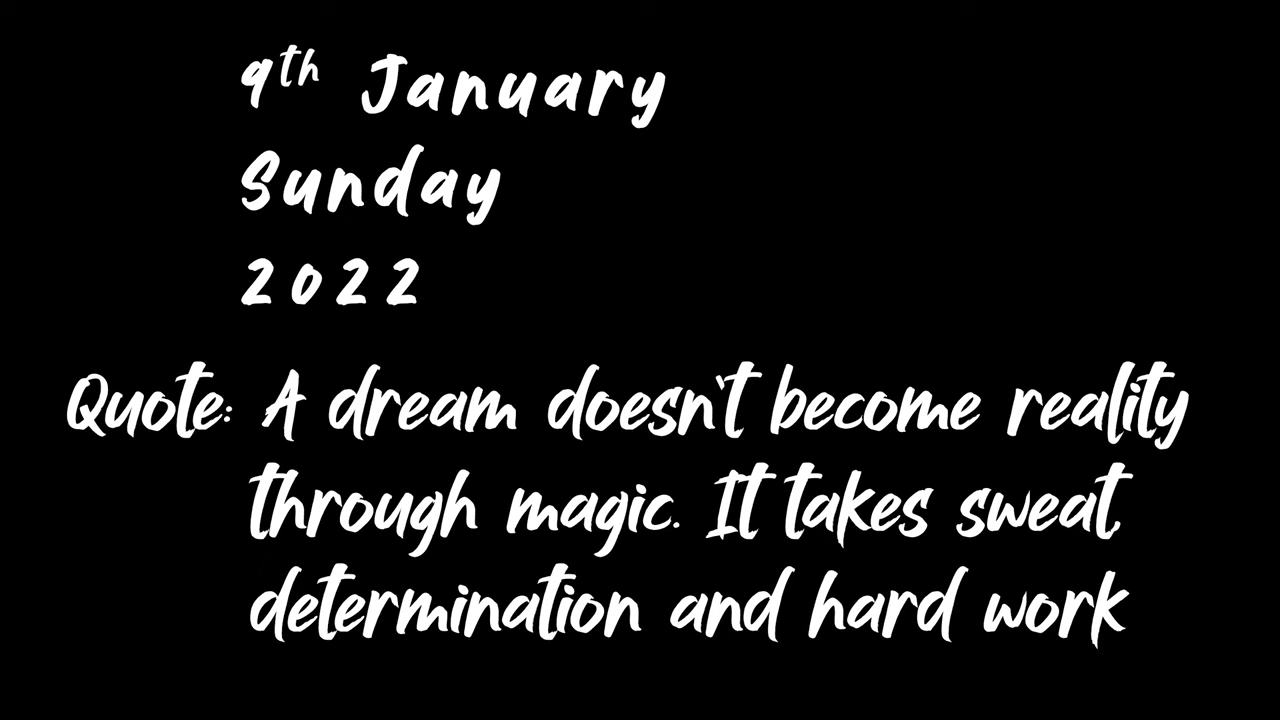 9th January
Sunday
2022
Quote: A dream doesn't become reality
through magic. It takes sweat,
determination and hard work